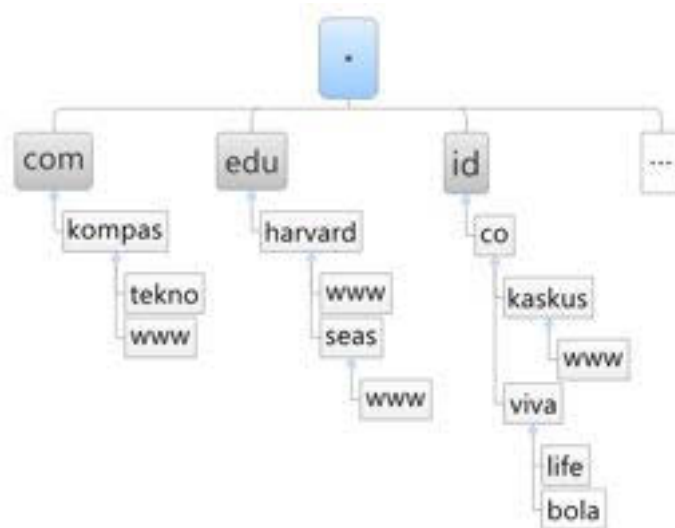 .
com
edu
id
....
kompas
harvard
co
tekno
www
www
seas
www
kaskus
www
viva
life
bola